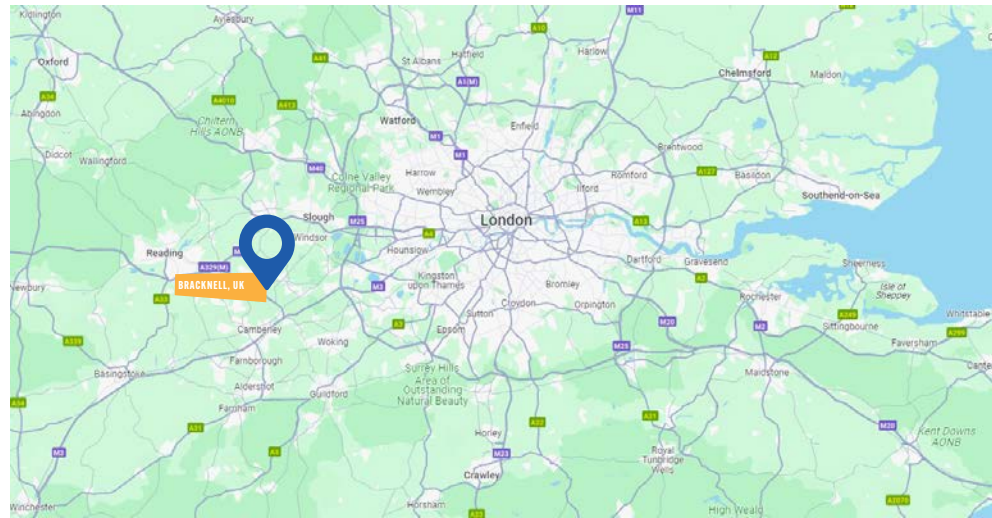 Kidlington
Aylesbury
M11
A10
Harlow
A12
Oxford
A41
St Albans
Hatfield
A1(M)
Chelmsford
Maldon
A34
Abingdon
A4010
A413
Chiltern
Hills AONB
Watford
M1
Enfield
Didcot
Wallingford
M1
Brentwood
M40
Colne Valley
Regional Park
Harrow
Wembley
Ilford
Romford
A127
Basildon
Southend-on-Sea
Slough
M25
London
A13
Windsor
A4
Reading
Hounslow
Dartford
Gravesend
A329(M)
BRACKNELL, UK
M3
Kingston
upon Thames
Bromley
A2
Sheerness
Newbury
A33
Croydon
Orpington
Rochester
Isle of
Sheppey
Sutton
A249
Whitstable
Camberley
A3
Epsom
M20
M2
Sittingbourne
A299
A339
Woking
M25
Faversham
Farnborough
Basingstoke
Surrey Hills
Area of
Outstanding
Natural Beauty
Maidstone
Aldershot
Guildford
A34
Farnham
A31
A3
A22
A21
M20
Kent Downs
AONB
Horley
M3
M23
Royal
Tunbridge
Wells
Crawley
Winchester
Horsham
A23
High Weald
A2070